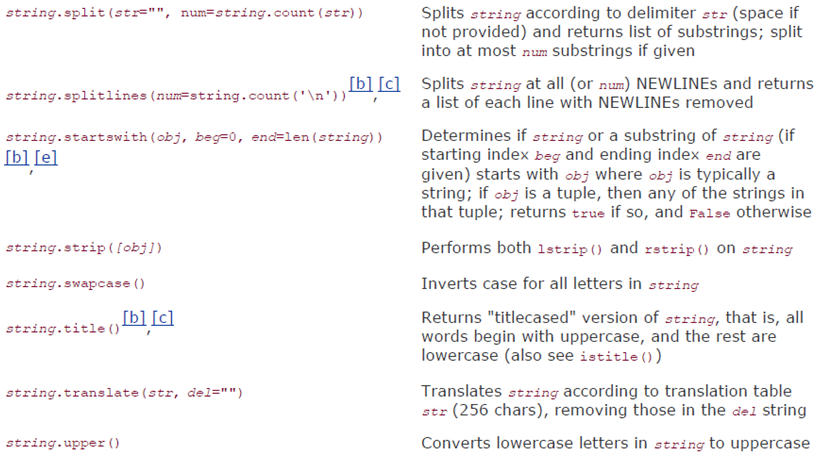 string.split(str="", num=string.count(str))
Splits string according to delimiter str (space if
not provided) and returns list of substrings; split
into at most num substrings if given
string.splitlines(num=string.count('\n'))[b],[c]
Splits string at all (or num) NEWLINEs and returns
a list of each line with NEWLINEs removed
string.startswith(obj, beg=0, end=len(string))
[b],[e]
Determines if string or a substring of string (if
starting index beg and ending index end are
given) starts with obj where obj is typically a
string; if obj is a tuple, then any of the strings in
that tuple; returns true if so, and False otherwise
string.strip([obj])
Performs both lstrip() and rstrip() on string
string.swapcase()
Inverts case for all letters in string
string.title()[b],[c]
Returns "titlecased" version of string, that is, all
words begin with uppercase, and the rest are
lowercase (also see istitle())
string.translate(str, del="")
Translates string according to translation table
str (256 chars), removing those in the del string
string.upper()
Converts lowercase letters in string to uppercase